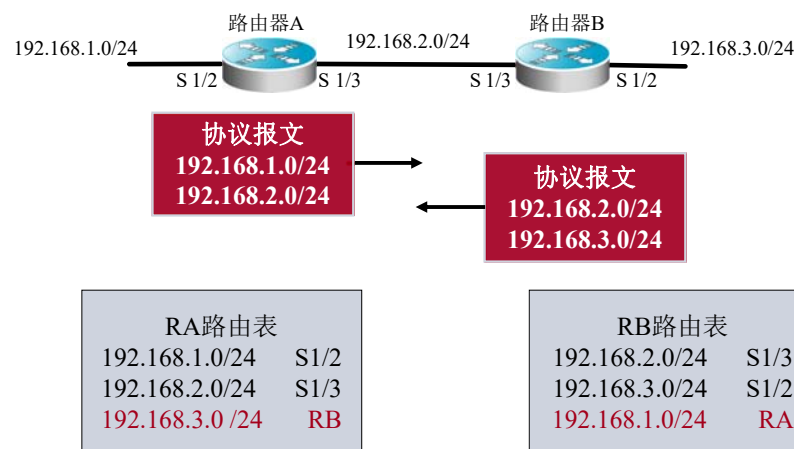 路由器A
路由器B
192.168.1.0/24
192.168.2.0/24
192.168.3.0/24
S 1/2
S 1/3
S 1/3
S 1/2
协议报文
192.168.1.0/24
192.168.2.0/24
协议报文
192.168.2.0/24
192.168.3.0/24
RA路由表
192.168.1.0/24 S1/2
192.168.2.0/24 S1/3
192.168.3.0 /24 RB
RB路由表
192.168.2.0/24 S1/3
192.168.3.0/24 S1/2
192.168.1.0/24 RA